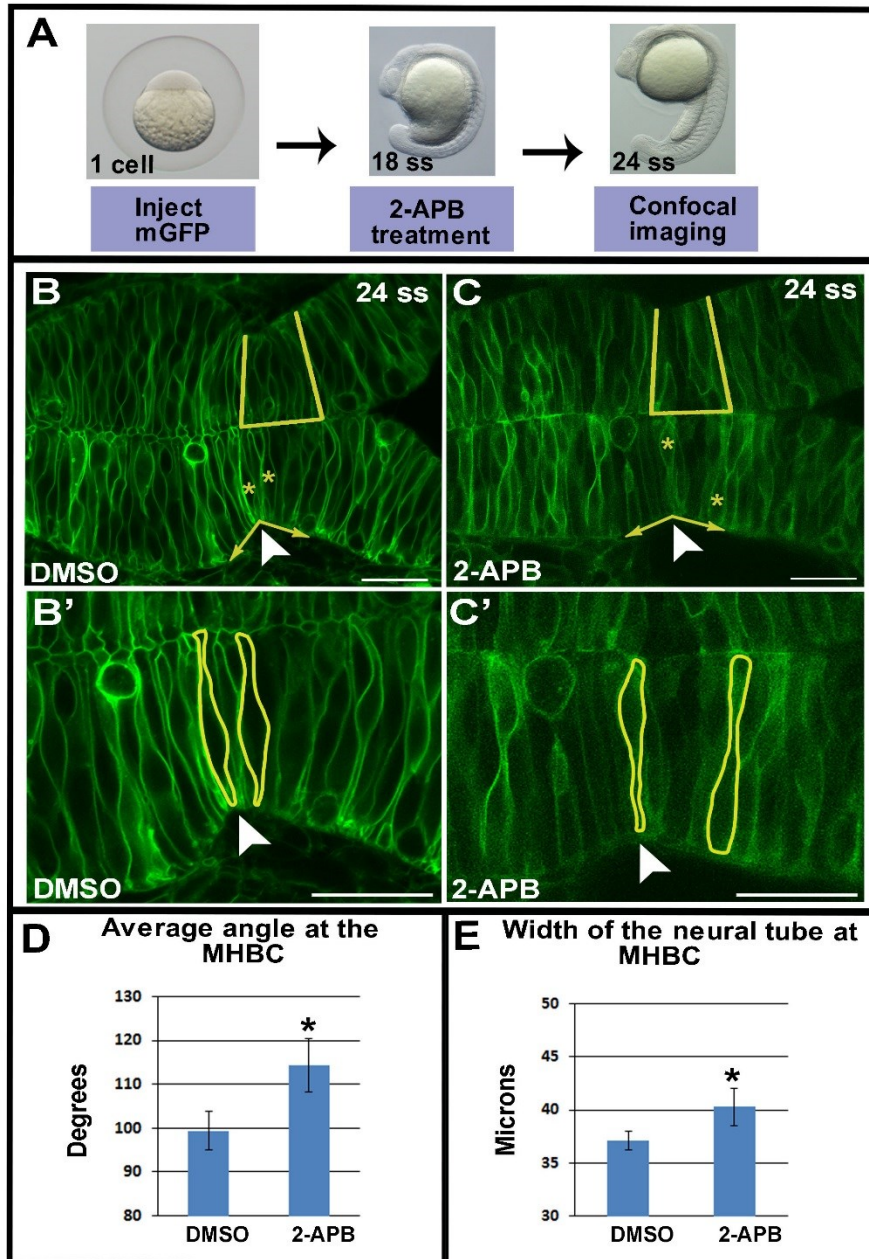 A
1 cell
18 ss
24 ss
Inject
mGFP
2-APB
treatment
Confocal
imaging
B
24 ss
*
*
DMSO
C
24 ss
*
*
2-APB
B'
DMSO
C'
2-APB
D
Average angle at the
MHBC
Degrees
130
120
110
100
90
80
*
DMSO
2-APB
E
Width of the neural tube at
MHBC
Microns
50
45
40
35
30
*
DMSO
2-APB